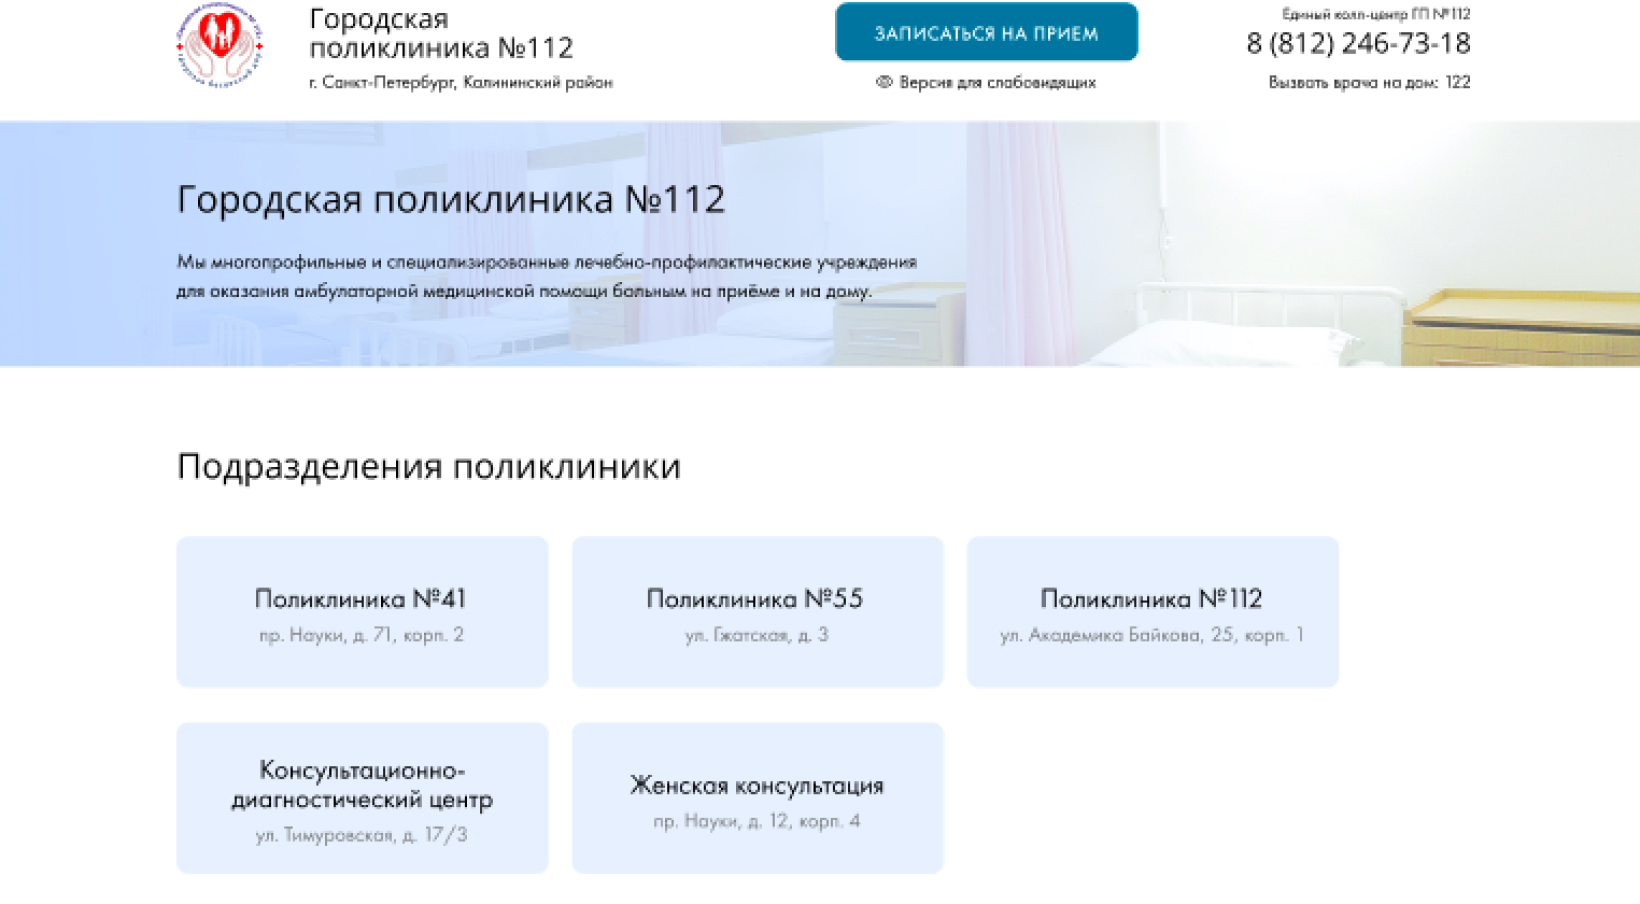 Городская
поликлиника №112
г. Санкт-Петербург, Калининский район
ЗАПИСАТЬСЯ НА ПРИЕМ
Версия для слабовидящих
Единый колл-центр ГП №112
8 (812) 246-73-18
Вызвать врача на дом: 122
Городская поликлиника №112
Мы многопрофильные и специализированные лечебно-профилактические учреждения
для оказания амбулаторной медицинской помощи больным на приёме и на дому.
Подразделения поликлиники
Поликлиника №41
пр. Науки, д. 71, корп. 2
Поликлиника №55
ул. Гжатская, д. 3
Поликлиника №112
ул. Академика Байкова, 25, корп. 1
Консультационно-
диагностический центр
ул. Тимуровская, д. 17/3
Женская консультация
пр. Науки, д. 12, корп. 4